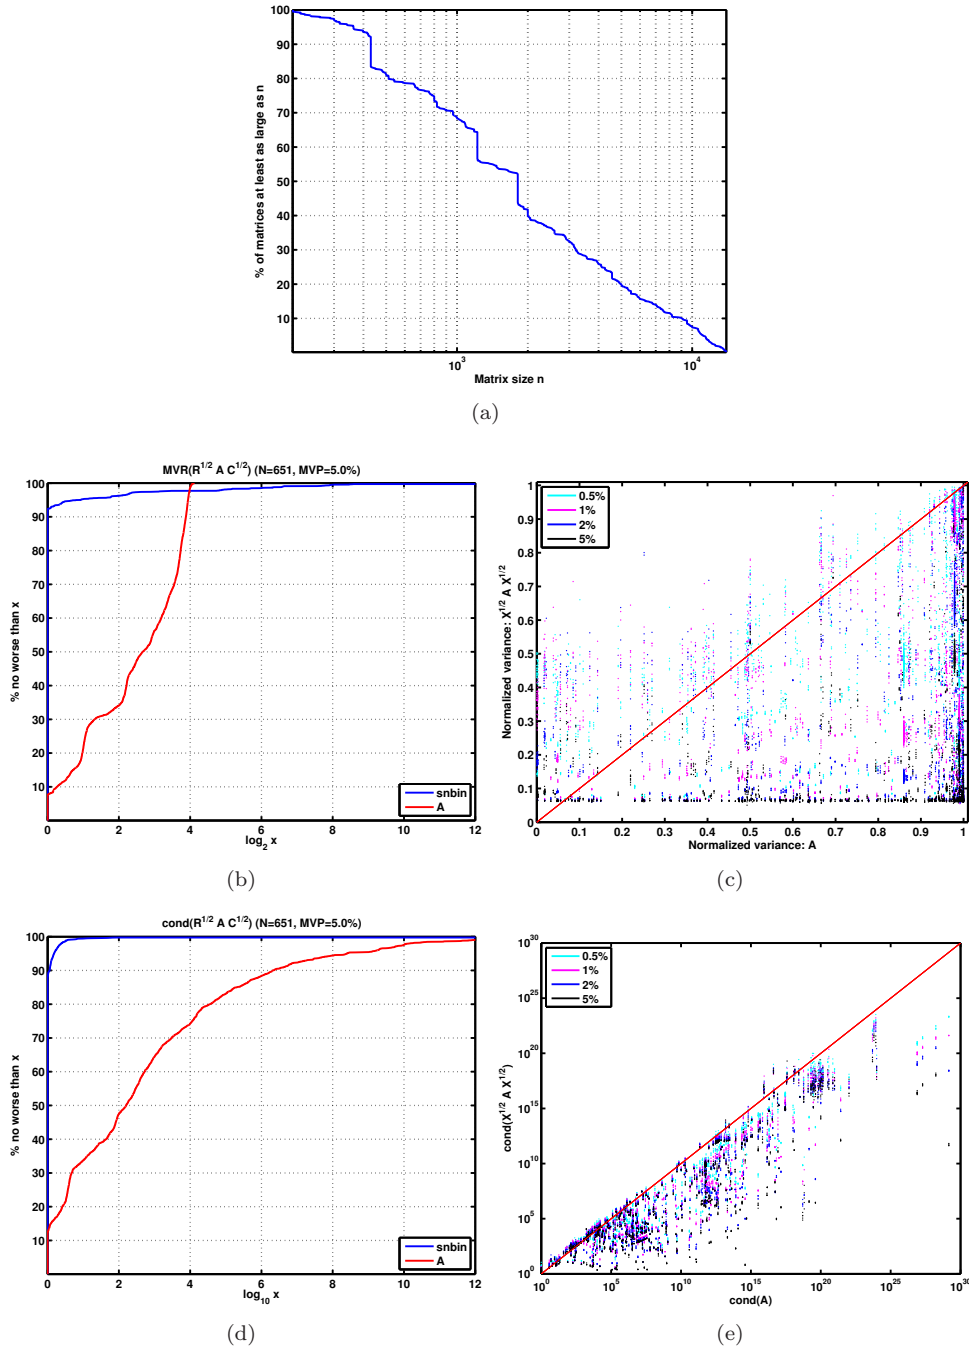 100
90
80
70
60
50
40
30
20
10
% of matrices at least as large as n
10^3
10^4
Matrix size n
(a)
MVR(R^{1/2} A C^{1/2}) (N=651, MVP=5.0%)
100
90
80
70
60
50
40
30
20
10
% no worse than x
snbin
A
0 2 4 6 8 10 12
log_2 x
(b)
1
0.9
0.8
0.7
0.6
0.5
0.4
0.3
0.2
0.1
0
Normalized variance: X^{1/2} A X^{1/2}
0.5%
1%
2%
5%
0 0.1 0.2 0.3 0.4 0.5 0.6 0.7 0.8 0.9 1
Normalized variance: A
(c)
cond(R^{1/2} A C^{1/2}) (N=651, MVP=5.0%)
100
90
80
70
60
50
40
30
20
10
% no worse than x
snbin
A
0 2 4 6 8 10 12
log_10 x
(d)
10^30
10^25
10^20
10^15
10^10
10^5
10^0
cond(X^{1/2} A X^{1/2})
0.5%
1%
2%
5%
10^0 10^5 10^10 10^15 10^20 10^25 10^30
cond(A)
(e)